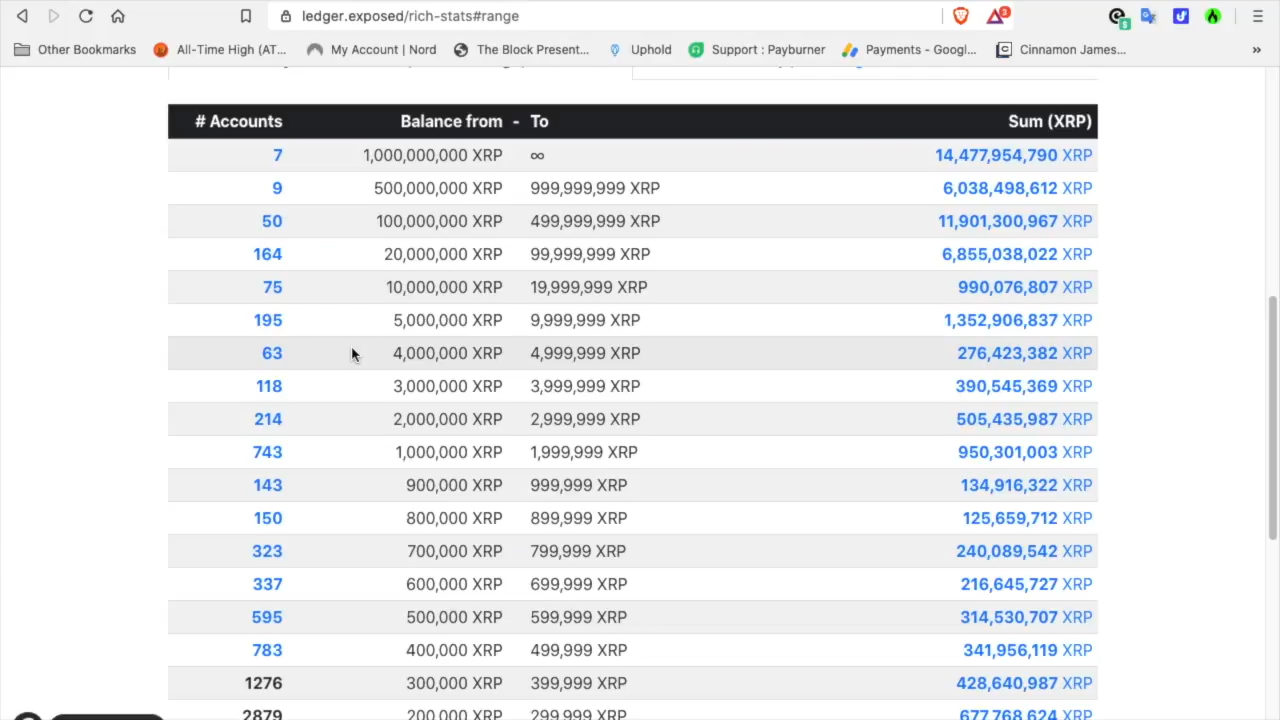 ledger.exposed/rich-stats#range
3
Other Bookmarks All-Time High (AT... My Account | Nord The Block Present... Uphold Support : Payburner Payments - Googl... Cinnamon James... »
# Accounts Balance from - To Sum (XRP)
7 1,000,000,000 XRP ∞ 14,477,954,790 XRP
9 500,000,000 XRP 999,999,999 XRP 6,038,498,612 XRP
50 100,000,000 XRP 499,999,999 XRP 11,901,300,967 XRP
164 20,000,000 XRP 99,999,999 XRP 6,855,038,022 XRP
75 10,000,000 XRP 19,999,999 XRP 990,076,807 XRP
195 5,000,000 XRP 9,999,999 XRP 1,352,906,837 XRP
63 4,000,000 XRP 4,999,999 XRP 276,423,382 XRP
118 3,000,000 XRP 3,999,999 XRP 390,545,369 XRP
214 2,000,000 XRP 2,999,999 XRP 505,435,987 XRP
743 1,000,000 XRP 1,999,999 XRP 950,301,003 XRP
143 900,000 XRP 999,999 XRP 134,916,322 XRP
150 800,000 XRP 899,999 XRP 125,659,712 XRP
323 700,000 XRP 799,999 XRP 240,089,542 XRP
337 600,000 XRP 699,999 XRP 216,645,727 XRP
595 500,000 XRP 599,999 XRP 314,530,707 XRP
783 400,000 XRP 499,999 XRP 341,956,119 XRP
1276 300,000 XRP 399,999 XRP 428,640,987 XRP
2879 200,000 XRP 299,999 XRP 677,768,624 XRP